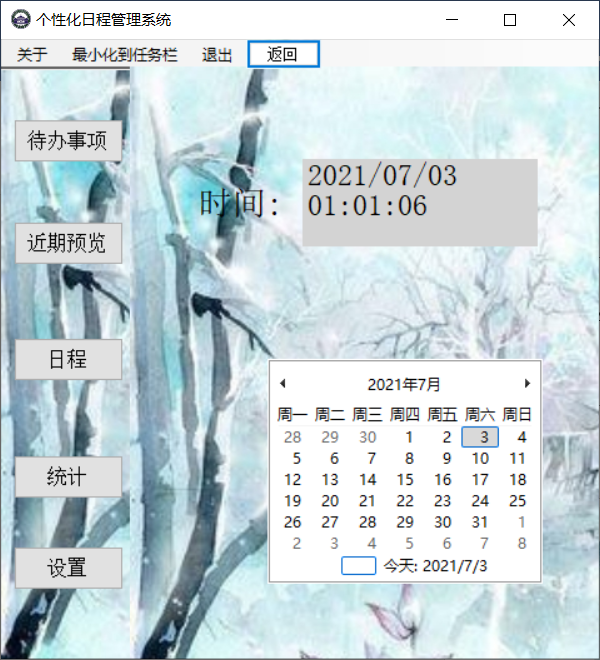 个性化日程管理系统
关于 最小化到任务栏 退出 返回
待办事项
近期预览
日程
统计
设置
时间:
2021/07/03
01:01:06
2021年7月
周一 周二 周三 周四 周五 周六 周日
28 29 30 1 2 3 4
5 6 7 8 9 10 11
12 13 14 15 16 17 18
19 20 21 22 23 24 25
26 27 28 29 30 31 1
2 3 4 5 6 7 8
今天: 2021/7/3